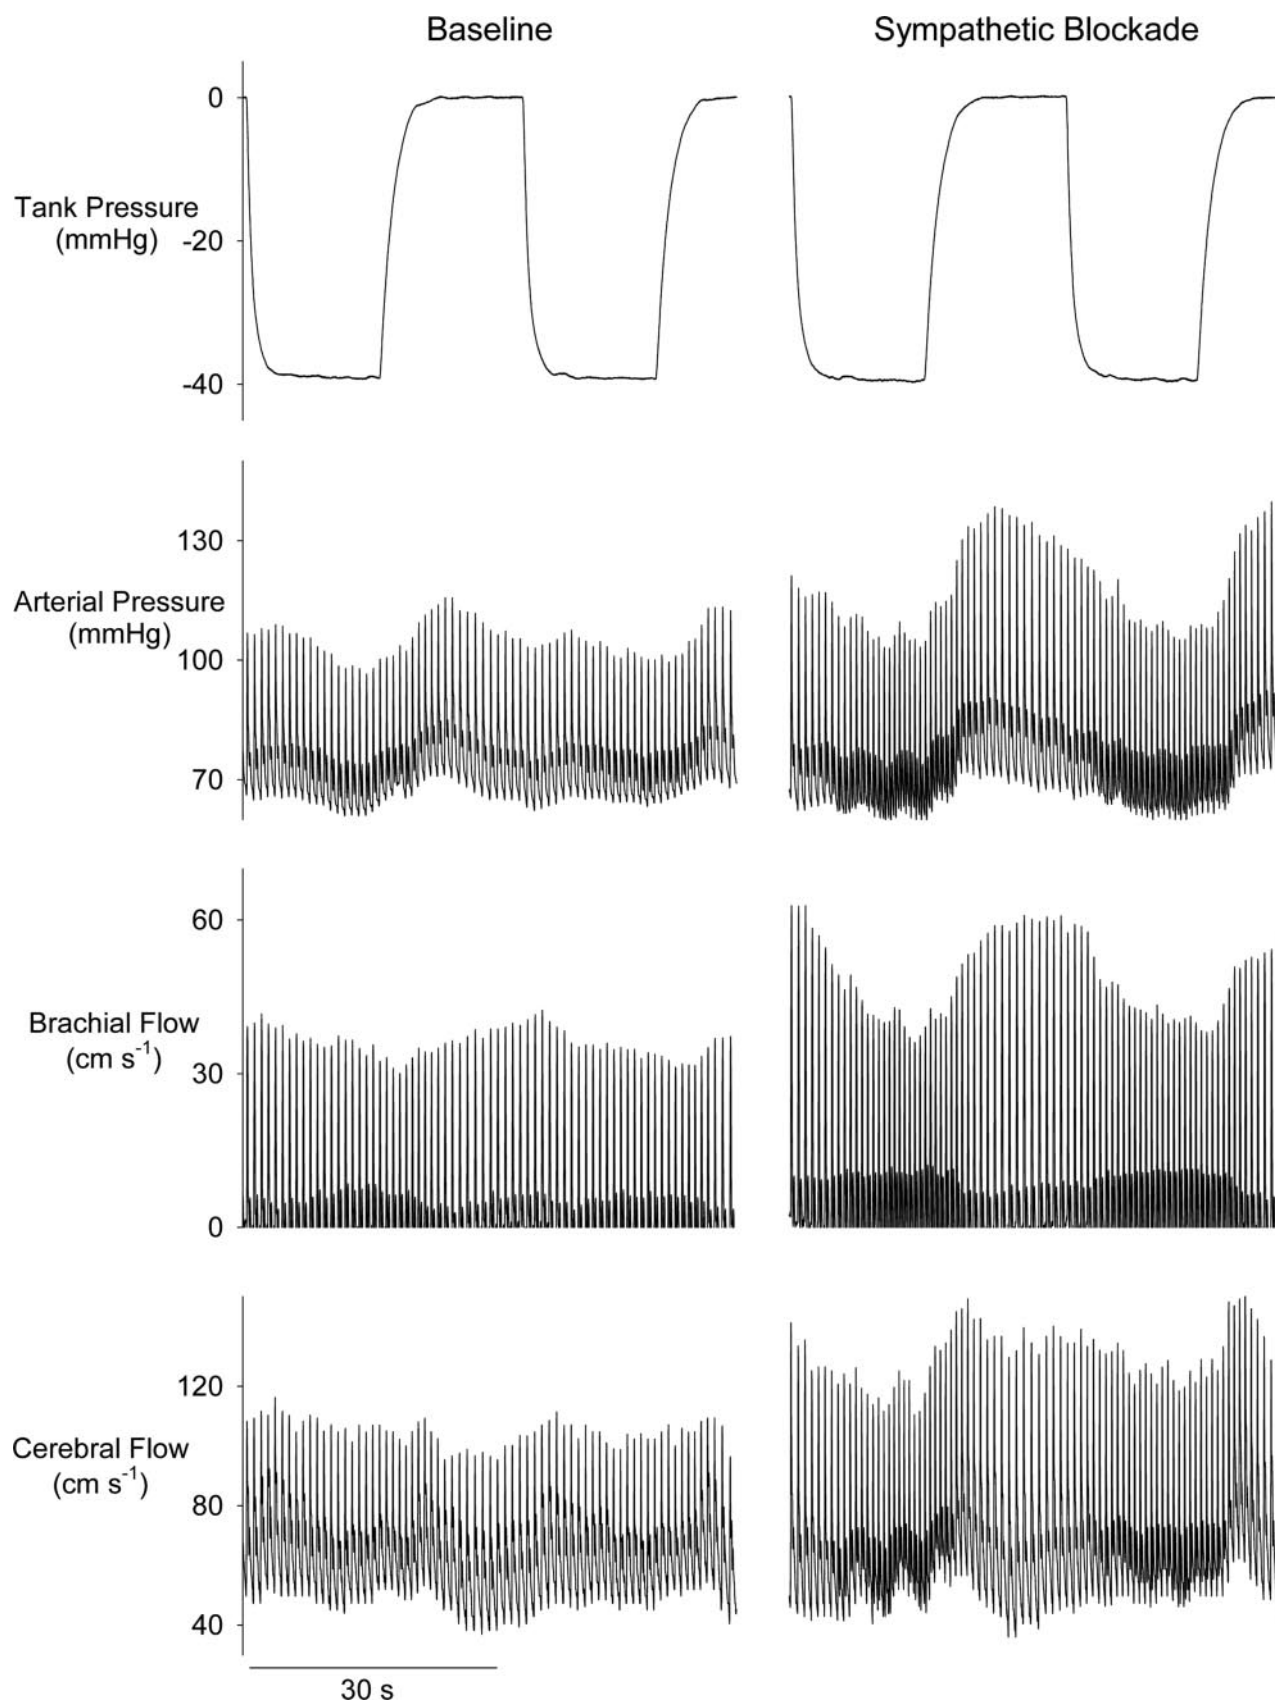 Baseline
Sympathetic Blockade
0
Tank Pressure
(mmHg)
-20
-40
130
Arterial Pressure
(mmHg)
100
70
60
Brachial Flow
(cm s-1)
30
0
120
Cerebral Flow
(cm s-1)
80
40
30 s